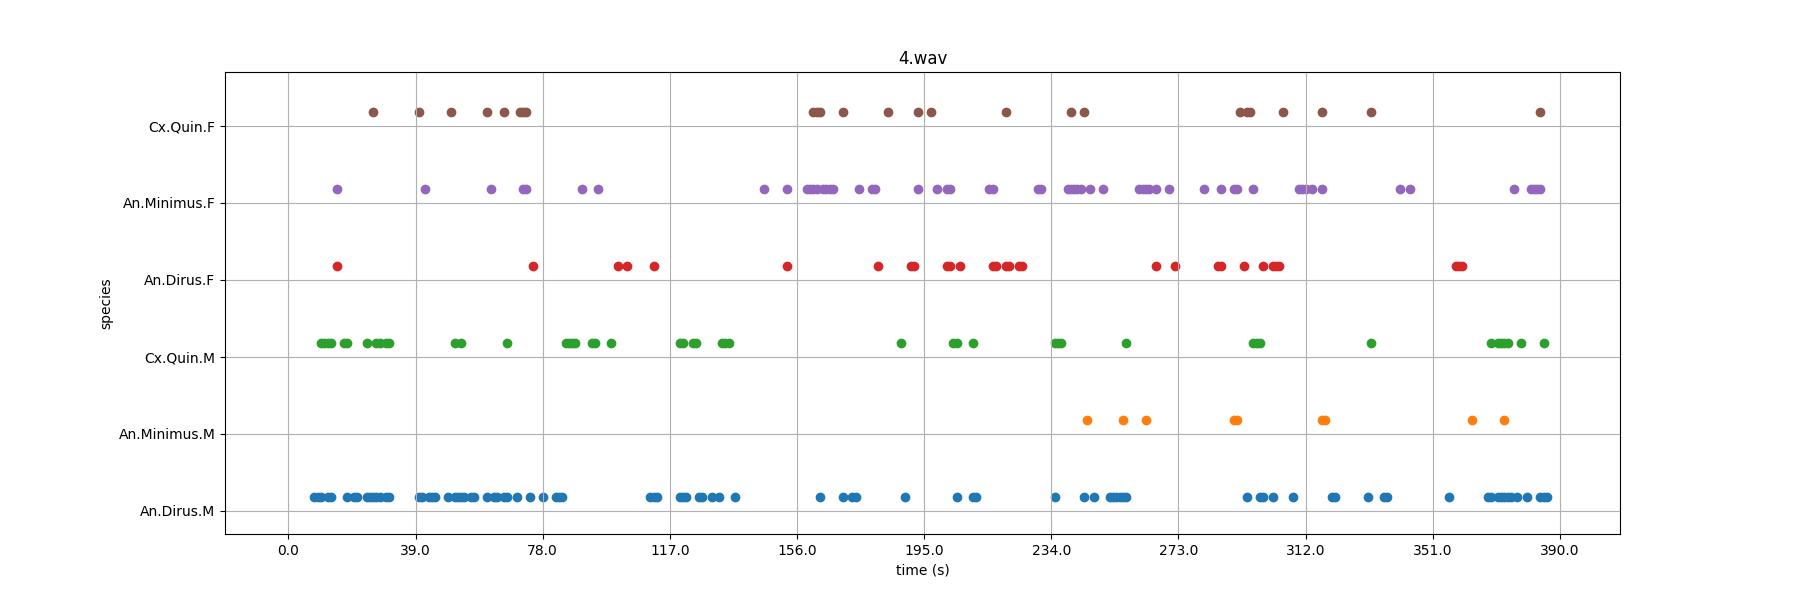 4.wav
Cx.Quin.F
An.Minimus.F
An.Dirus.F
Cx.Quin.M
An.Minimus.M
An.Dirus.M
species
0.0 39.0 78.0 117.0 156.0 195.0 234.0 273.0 312.0 351.0 390.0
time (s)